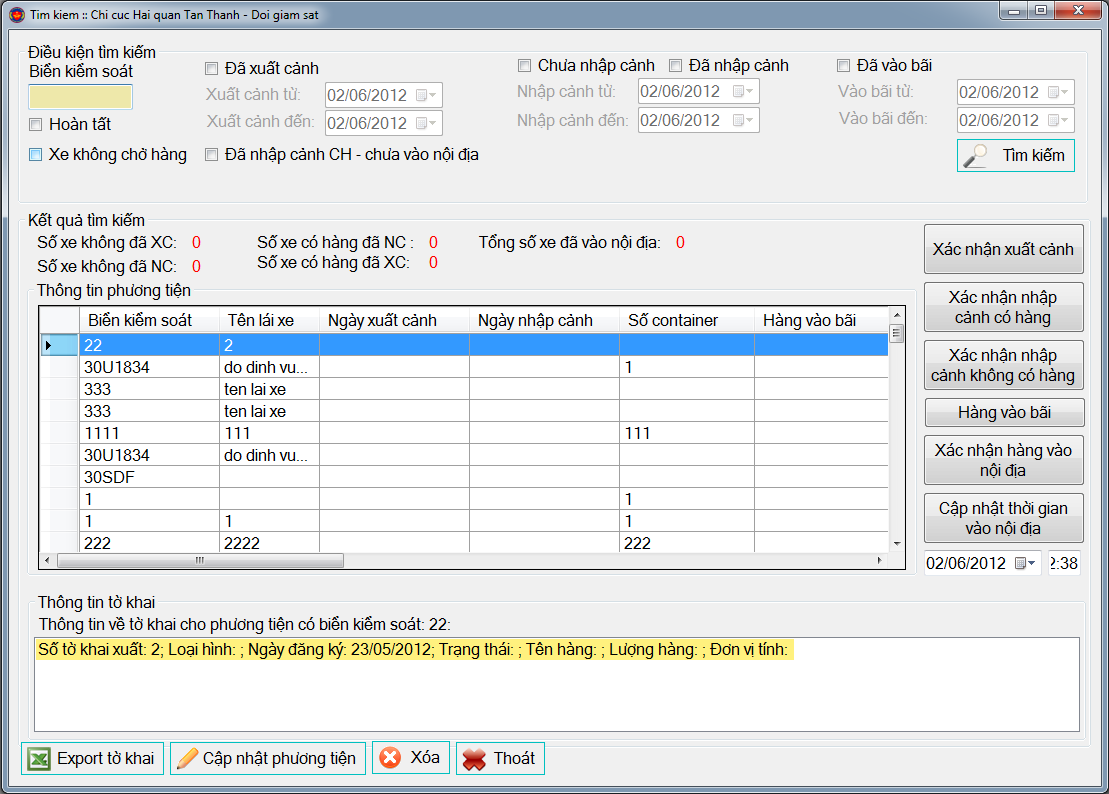 Tim kiem :: Chi cuc Hai quan Tan Thanh - Doi giam sat
Điều kiện tìm kiếm
Biển kiểm soát
Hoàn tất
Xe không chở hàng
Đã xuất cảnh
Xuất cảnh từ: 02/06/2012
Xuất cảnh đến: 02/06/2012
Đã nhập cảnh CH - chưa vào nội địa
Chưa nhập cảnh Đã nhập cảnh
Nhập cảnh từ: 02/06/2012
Nhập cảnh đến: 02/06/2012
Đã vào bãi
Vào bãi từ: 02/06/2012
Vào bãi đến: 02/06/2012
Tìm kiếm
Kết quả tìm kiếm
Số xe không đã XC: 0 Số xe có hàng đã NC : 0 Tổng số xe đã vào nội địa: 0
Số xe không đã NC: 0 Số xe có hàng đã XC: 0
Thông tin phương tiện
Biển kiểm soát Tên lái xe Ngày xuất cảnh Ngày nhập cảnh Số container Hàng vào bãi
22 2
30U1834 do dinh vu... 1
333 ten lai xe
333 ten lai xe
1111 111 111
30U1834 do dinh vu...
30SDF
1 1
1 1 1
222 2222 222
Xác nhận xuất cảnh
Xác nhận nhập
cảnh có hàng
Xác nhận nhập
cảnh không có hàng
Hàng vào bãi
Xác nhận hàng vào
nội địa
Cập nhật thời gian
vào nội địa
02/06/2012 2:38
Thông tin tờ khai
Thông tin về tờ khai cho phương tiện có biển kiểm soát: 22:
Số tờ khai xuất: 2; Loại hình: ; Ngày đăng ký: 23/05/2012; Trạng thái: ; Tên hàng: ; Lượng hàng: ; Đơn vị tính:
Export tờ khai Cập nhật phương tiện Xóa Thoát